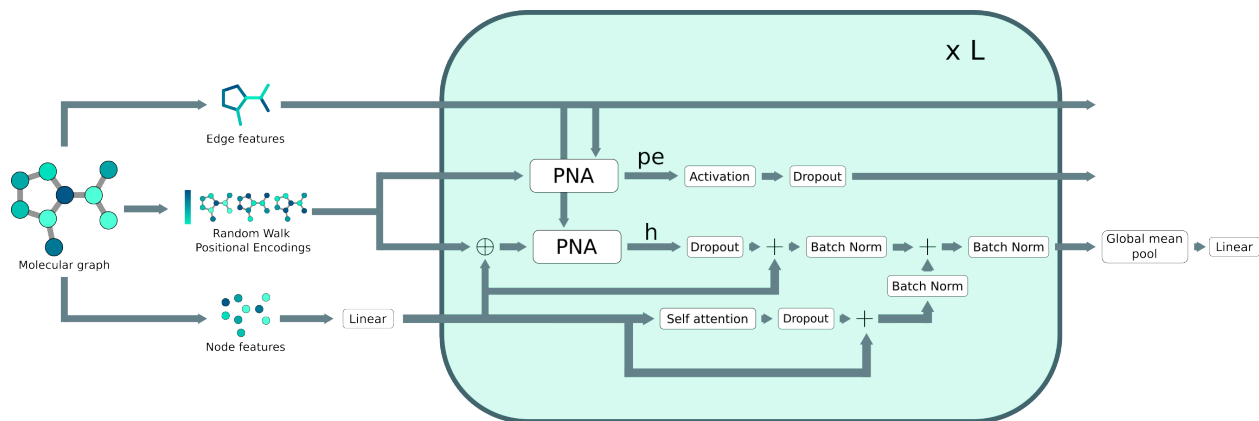 x L
Edge features
pe
PNA
Activation
Dropout
Random Walk
Positional Encodings
h
PNA
Dropout
Batch Norm
Batch Norm
Global mean
pool
Linear
Molecular graph
Batch Norm
Linear
Self attention
Dropout
Node features